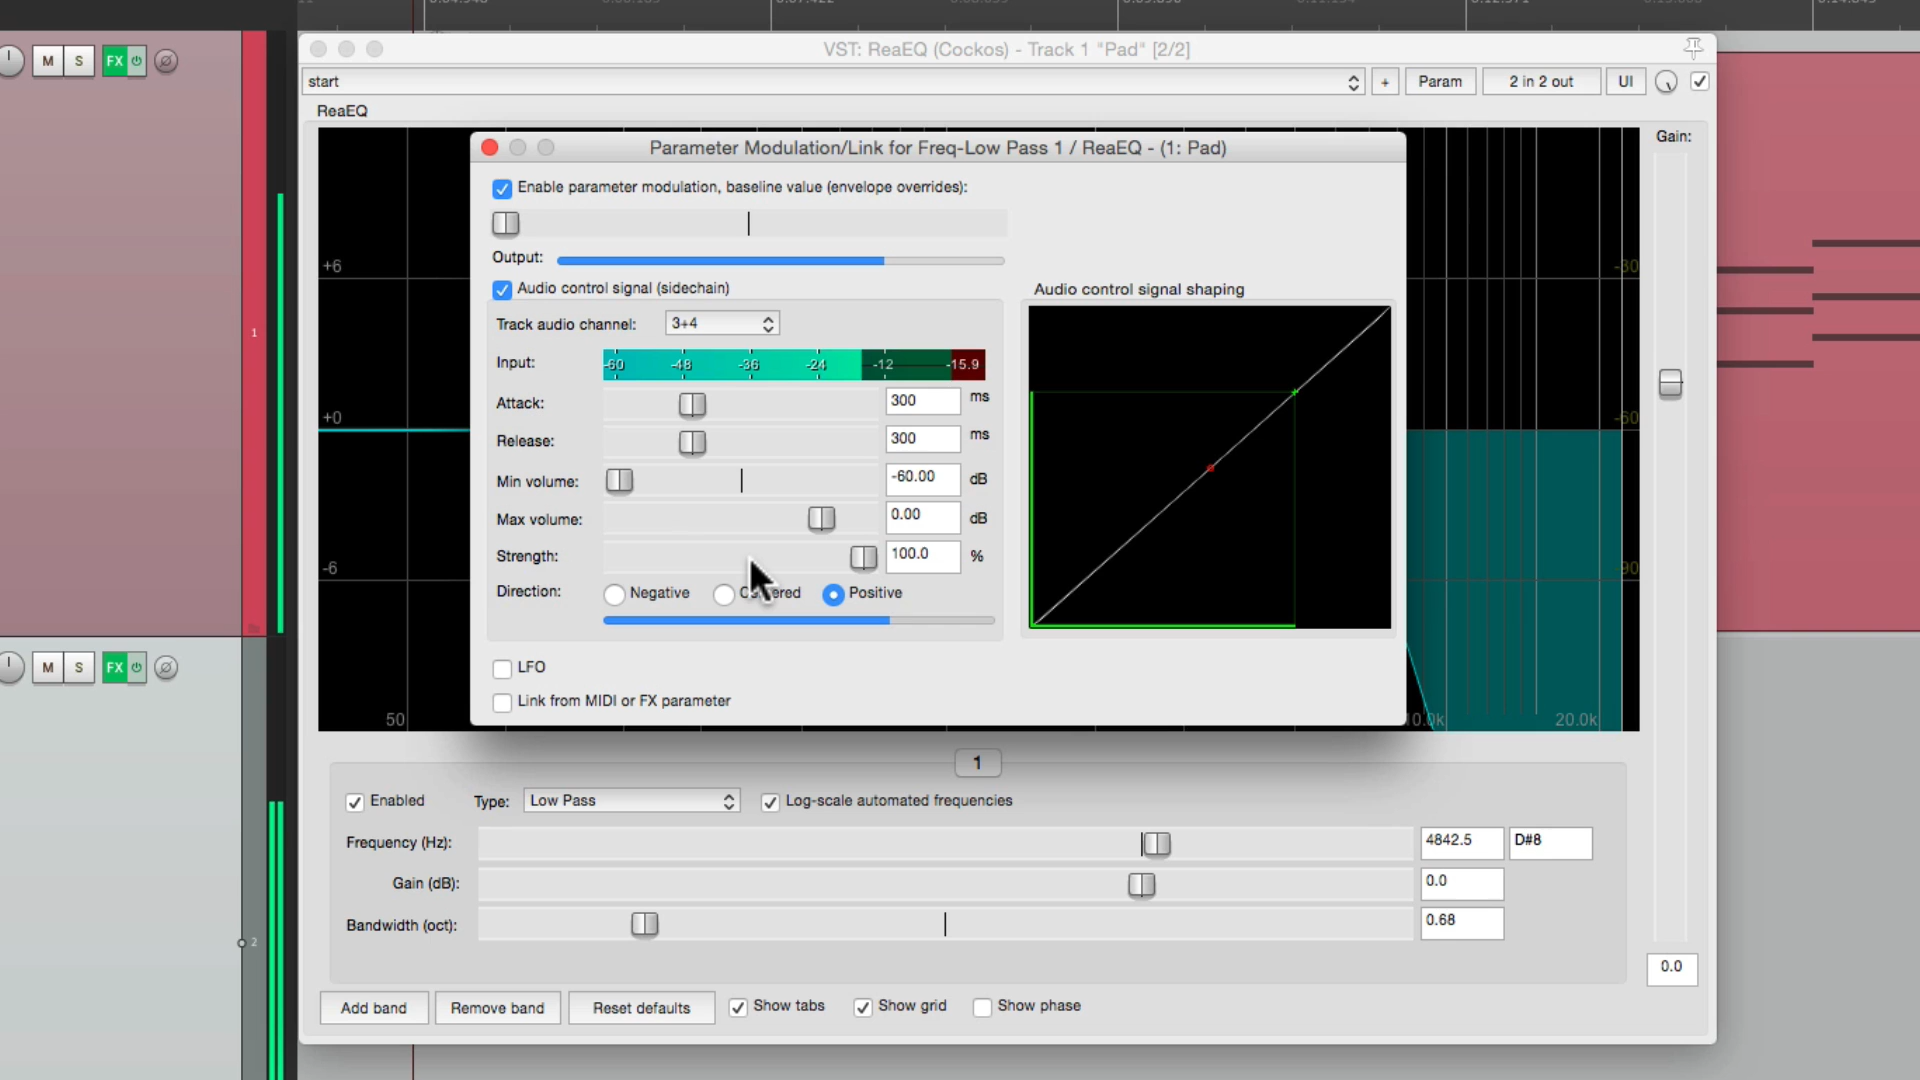 M S FX
VST: ReaEQ (Cockos) - Track 1 "Pad" [2/2]
start
+
Param
2 in 2 out
UI
ReaEQ
Gain:
Parameter Modulation/Link for Freq-Low Pass 1 / ReaEQ - (1: Pad)
Enable parameter modulation, baseline value (envelope overrides):
Output:
Audio control signal (sidechain)
Audio control signal shaping
Track audio channel: 3+4
Input: -60 -48 -36 -24 -12 -15.9
Attack: 300 ms
Release: 300 ms
Min volume: -60.00 dB
Max volume: 0.00 dB
Strength: 100.0 %
Direction: Negative Positive
LFO
Link from MIDI or FX parameter
+6
+0
-6
-30
-60
50
20.0k
1
M S FX
2
1
Enabled
Type: Low Pass
Log-scale automated frequencies
Frequency (Hz): 4842.5 D#8
Gain (dB): 0.0
Bandwidth (oct): 0.68
0.0
Add band
Remove band
Reset defaults
Show tabs
Show grid
Show phase